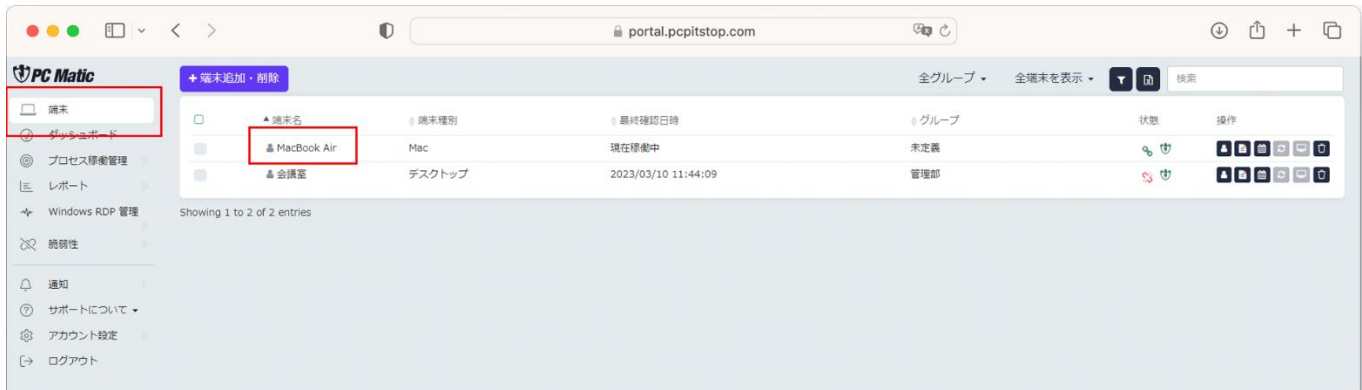 portal.pcpitstop.com
PC Matic
+ 端末追加・削除
全グループ
全端末を表示
検索
端末
ダッシュボード
プロセス稼働管理
レポート
Windows RDP 管理
脆弱性
通知
サポートについて
アカウント設定
ログアウト
端末名 端末種別 最終確認日時 グループ 状態 操作
MacBook Air Mac 現在稼働中 未定義
会議室 デスクトップ 2023/03/10 11:44:09 管理部
Showing 1 to 2 of 2 entries